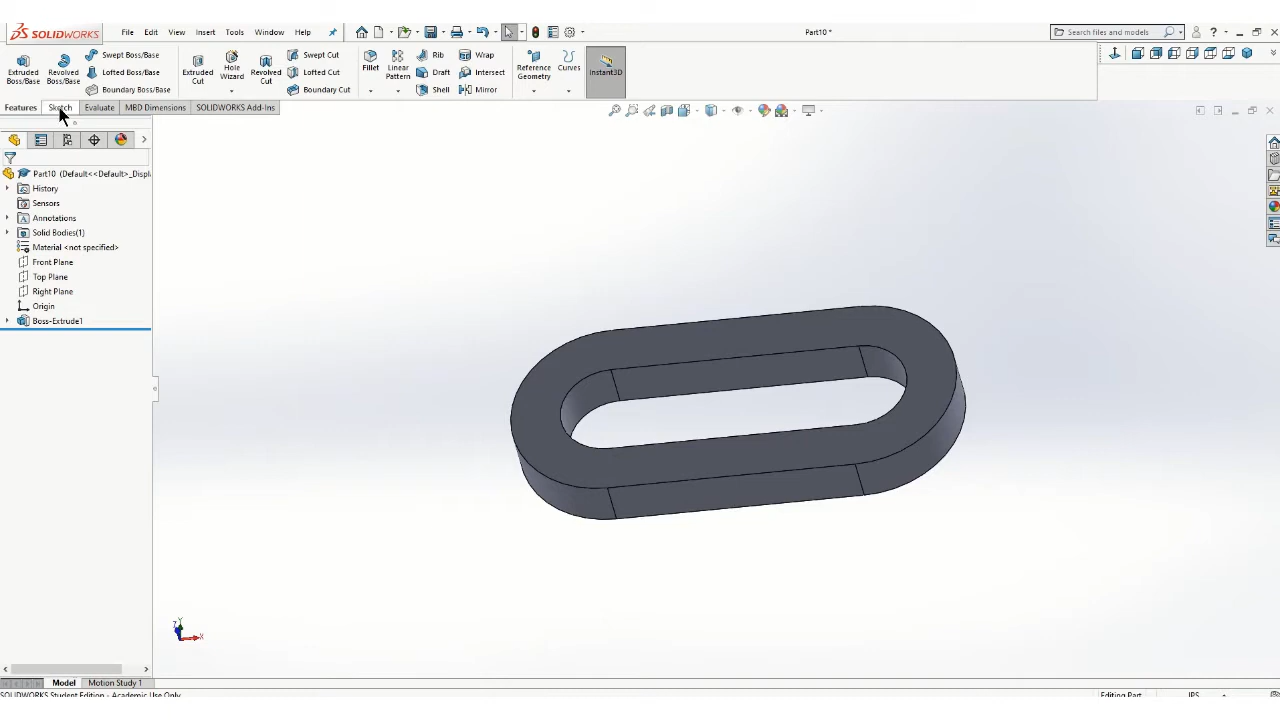 SOLIDWORKS File Edit View Insert Tools Window Help Part10 * Search files and models ?
Extruded Boss/Base
Revolved Boss/Base
Swept Boss/Base
Lofted Boss/Base
Boundary Boss/Base
Extruded Cut
Hole Wizard
Revolved Cut
Swept Cut
Lofted Cut
Boundary Cut
Fillet
Linear Pattern
Rib
Draft
Shell
Wrap
Intersect
Mirror
Reference Geometry
Curves
Instant3D
Features Sketch Evaluate MBD Dimensions SOLIDWORKS Add-Ins
Part10 (Default<<Default>_Displ
History
Sensors
Annotations
Solid Bodies(1)
Material <not specified>
Front Plane
Top Plane
Right Plane
Origin
Boss-Extrude1
Y
Z
X
Model Motion Study 1
SOLIDWORKS Student Edition - Academic Use Only Editing Part IPS